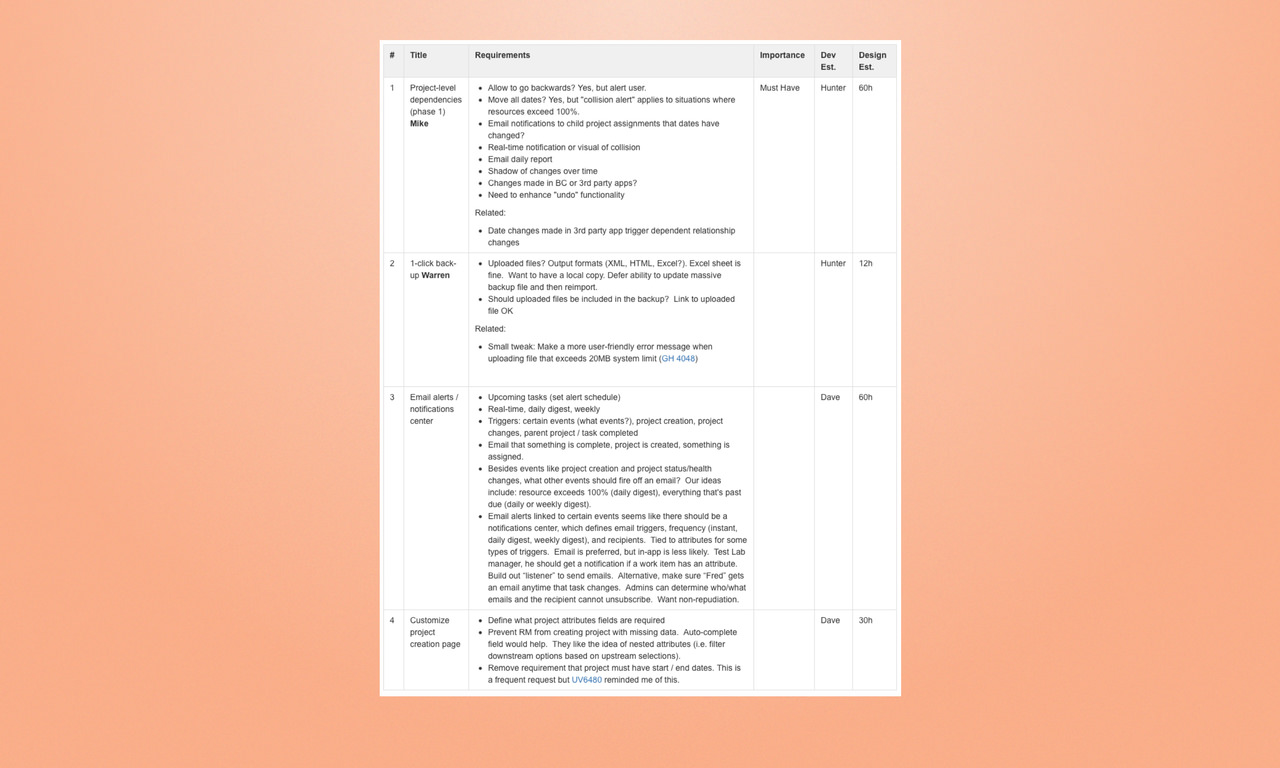 # Title Requirements Importance Dev Est. Design Est.
1
Project-level
dependencies
(phase 1)
Mike
• Allow to go backwards? Yes, but alert user.
• Move all dates? Yes, but "collision alert" applies to situations where
resources exceed 100%.
• Email notifications to child project assignments that dates have
changed?
• Real-time notification or visual of collision
• Email daily report
• Shadow of changes over time
• Changes made in BC or 3rd party apps?
• Need to enhance "undo" functionality
Related:
• Date changes made in 3rd party app trigger dependent relationship
changes
Must Have
Hunter
60h
2
1-click back-
up Warren
• Uploaded files? Output formats (XML, HTML, Excel?). Excel sheet is
fine.  Want to have a local copy. Defer ability to update massive
backup file and then reimport.
• Should uploaded files be included in the backup?  Link to uploaded
file OK
Related:
• Small tweak: Make a more user-friendly error message when
uploading file that exceeds 20MB system limit (GH 4048)
Hunter
12h
3
Email alerts /
notifications
center
• Upcoming tasks (set alert schedule)
• Real-time, daily digest, weekly
• Triggers: certain events (what events?), project creation, project
changes, parent project / task completed
• Email that something is complete, project is created, something is
assigned.
• Besides events like project creation and project status/health
changes, what other events should fire off an email?  Our ideas
include: resource exceeds 100% (daily digest), everything that's past
due (daily or weekly digest).
• Email alerts linked to certain events seems like there should be a
notifications center, which defines email triggers, frequency (instant,
daily digest, weekly digest), and recipients.  Tied to attributes for some
types of triggers.  Email is preferred, but in-app is less likely.  Test Lab
manager, he should get a notification if a work item has an attribute.
Build out “listener” to send emails.  Alternative, make sure “Fred” gets
an email anytime that task changes.  Admins can determine who/what
emails and the recipient cannot unsubscribe.  Want non-repudiation.
Dave
60h
4
Customize
project
creation page
• Define what project attributes fields are required
• Prevent RM from creating project with missing data.  Auto-complete
field would help.  They like the idea of nested attributes (i.e. filter
downstream options based on upstream selections).
• Remove requirement that project must have start / end dates. This is
a frequent request but UV6480 reminded me of this.
Dave
30h